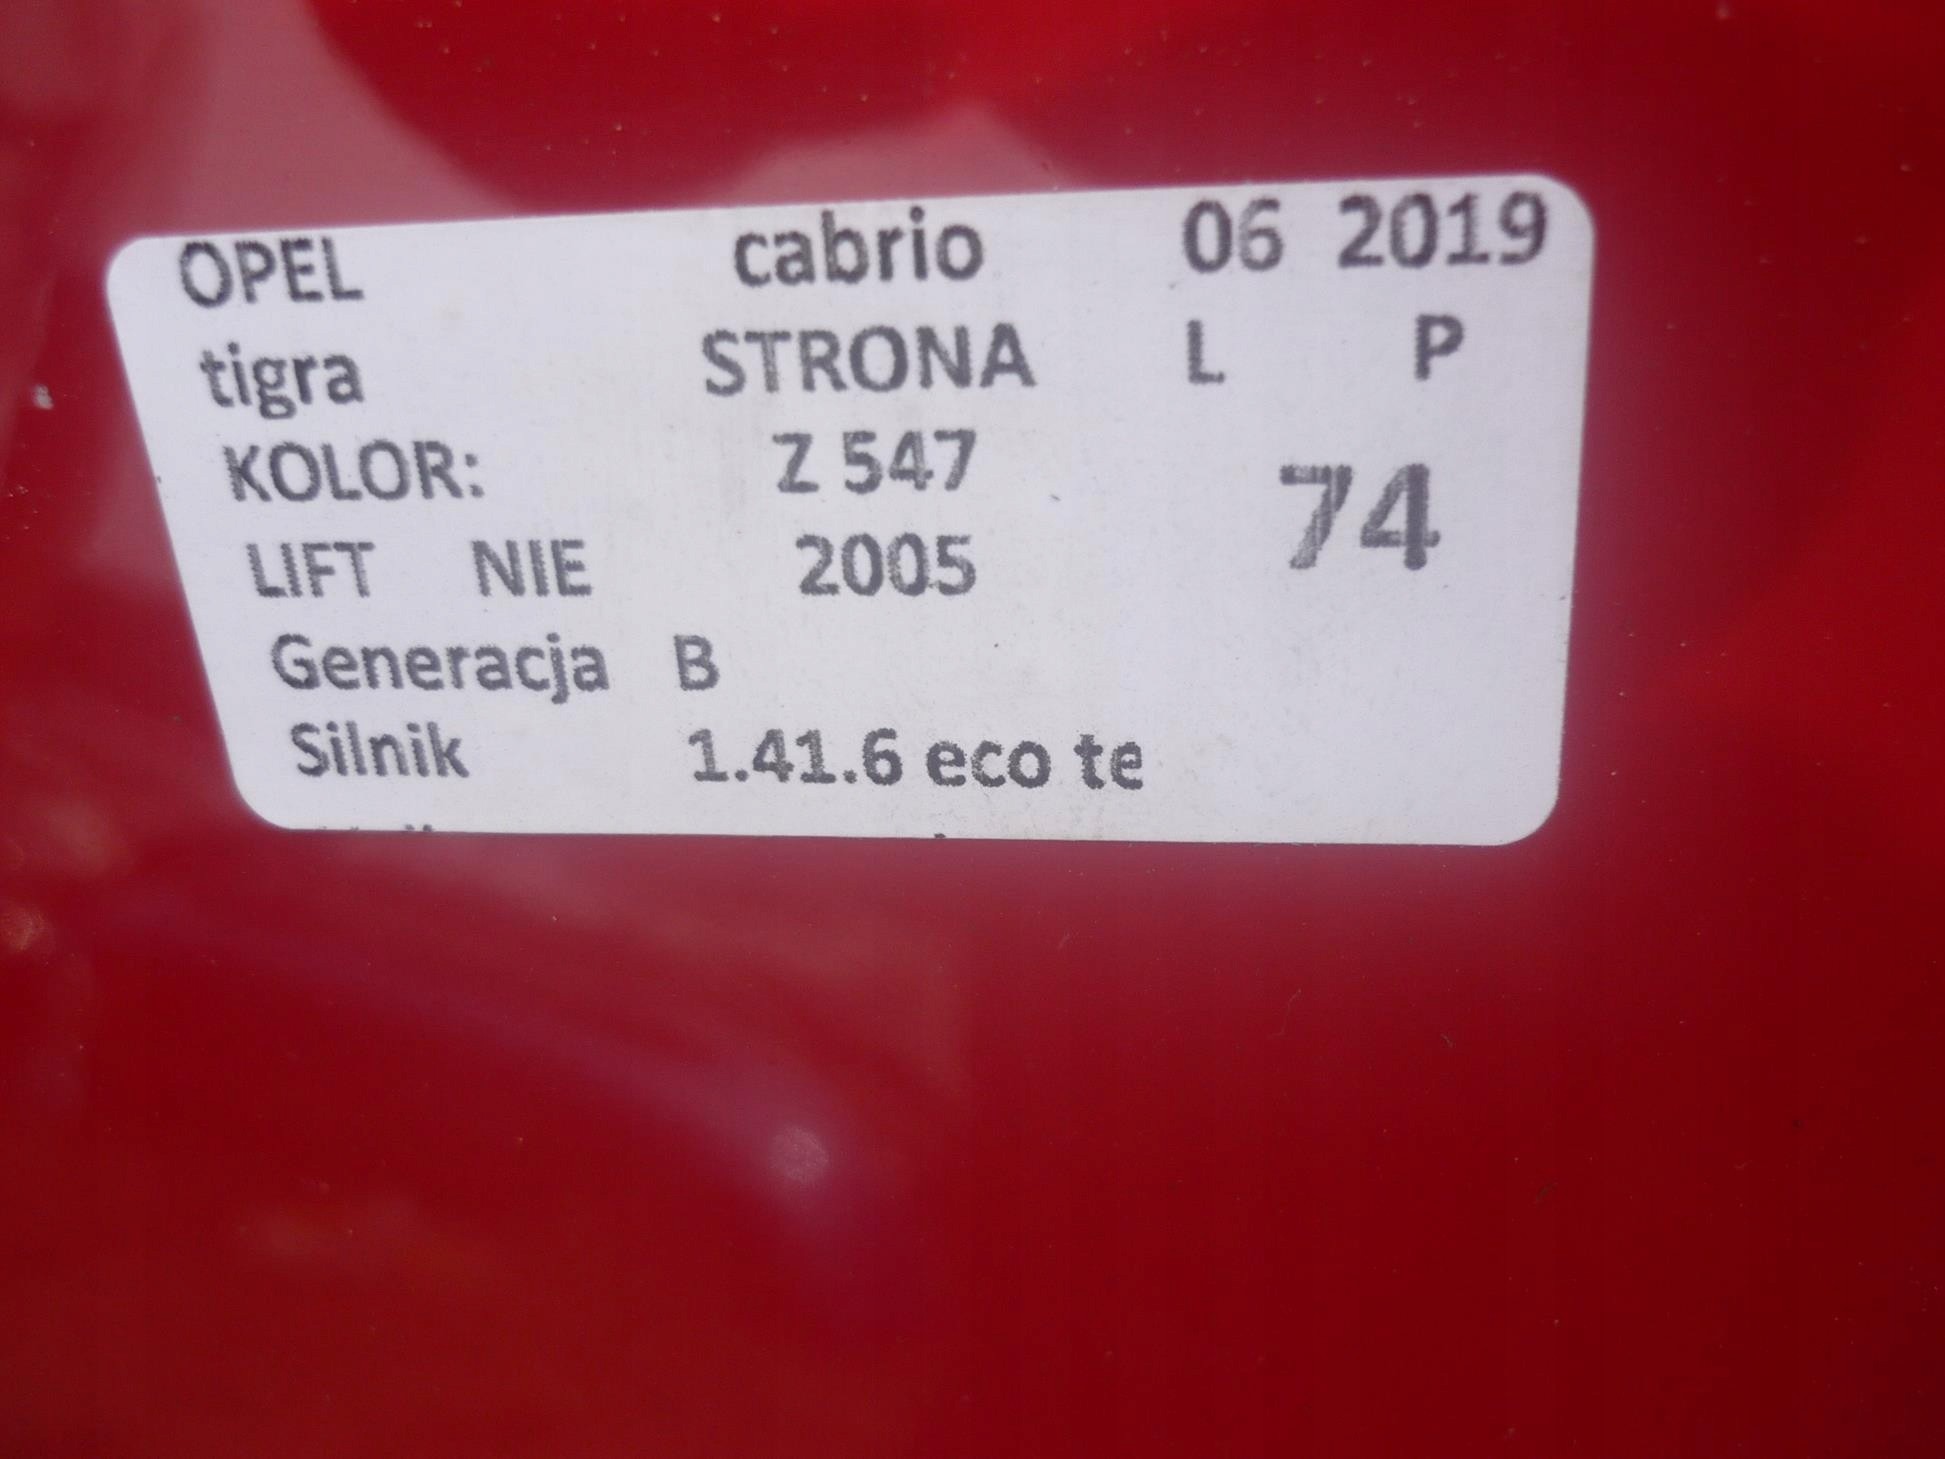 OPEL cabrio 06 2019
tigra STRONA L P
KOLOR: Z 547 74
LIFT NIE 2005
Generacja B
Silnik 1.41.6 eco te